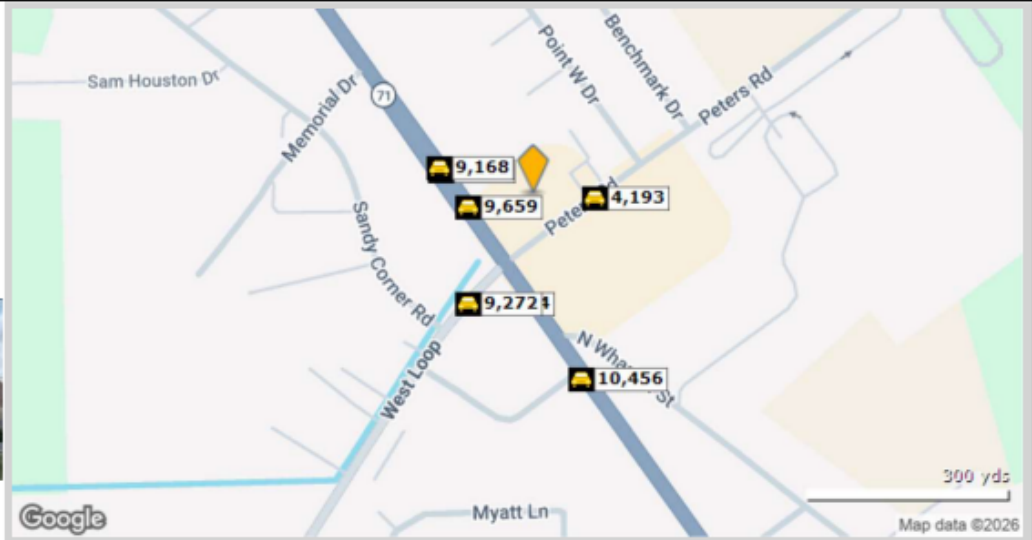 Sam Houston Dr
Memorial Dr
71
Point W Dr
Benchmark Dr
Peters Rd
9,168
9,659
4,193
Sandy Corner Rd
9,272
West Loop
10,456
Myatt Ln
300 yds
Google
Map data ©2026